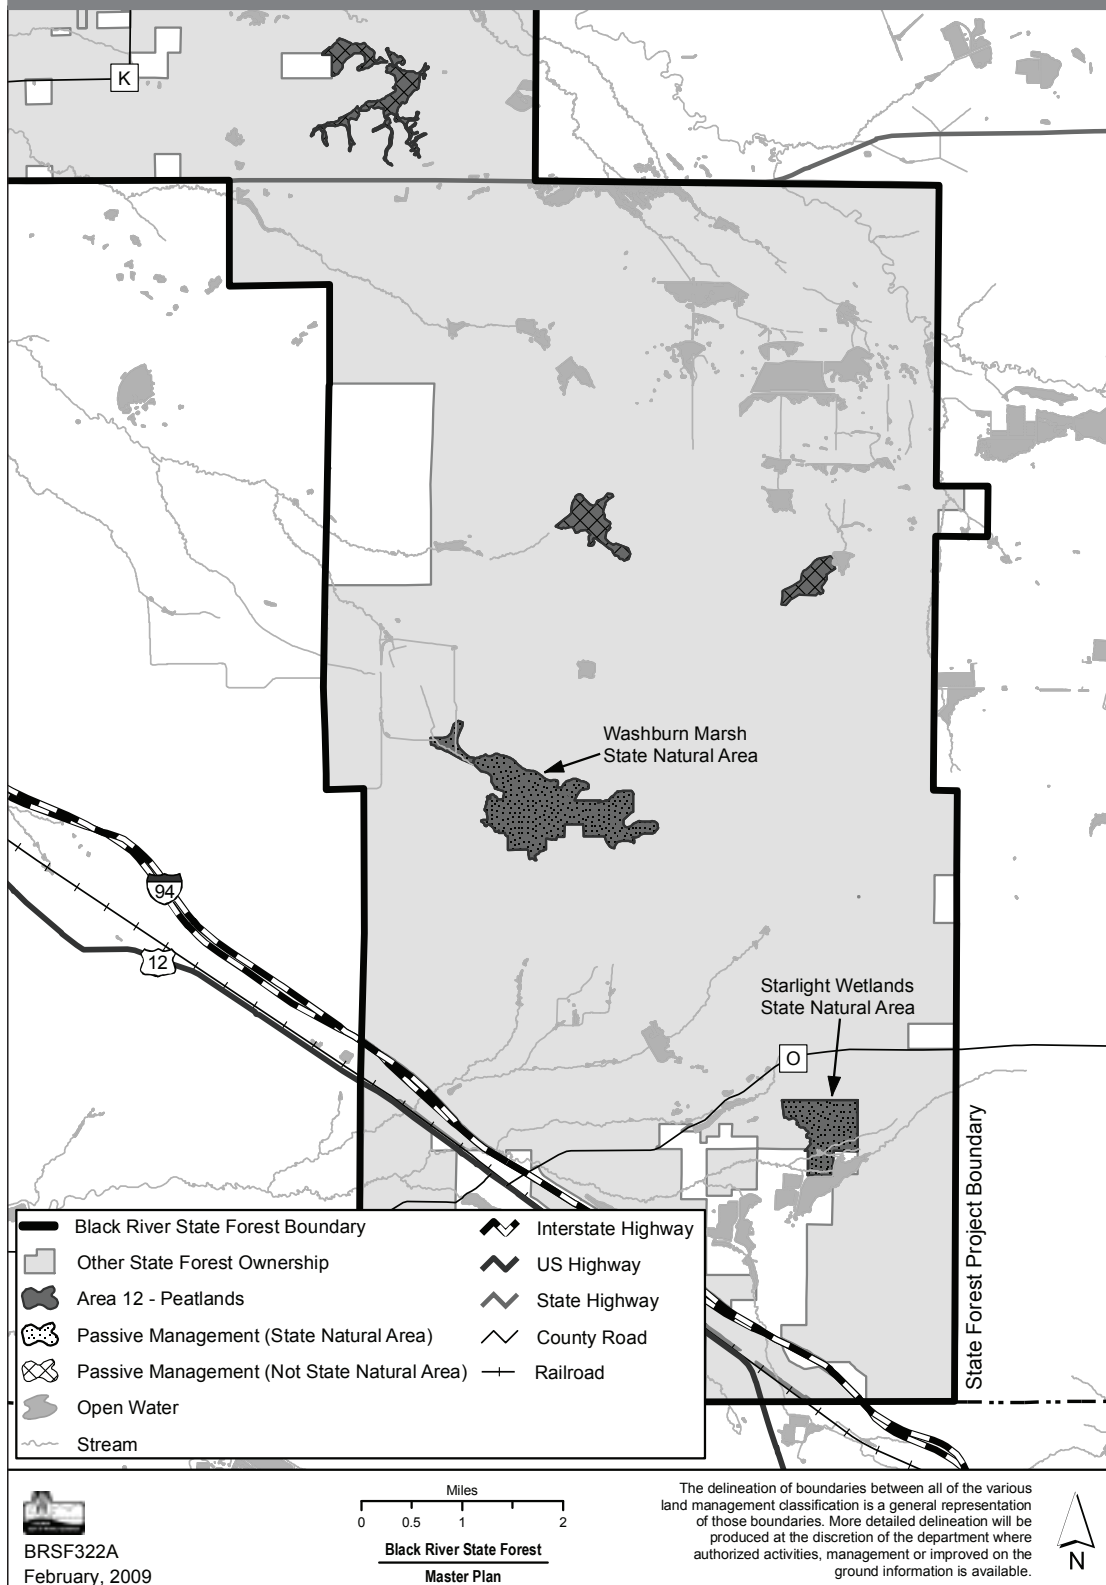 K
Washburn Marsh
State Natural Area
94
12
Starlight Wetlands
State Natural Area
O
State Forest Project Boundary
Black River State Forest Boundary
Other State Forest Ownership
Area 12 - Peatlands
Passive Management (State Natural Area)
Passive Management (Not State Natural Area)
Open Water
Stream
Interstate Highway
US Highway
State Highway
County Road
Railroad
BRSF322A
February, 2009
Miles
0 0.5 1 2
Black River State Forest
Master Plan
The delineation of boundaries between all of the various
land management classification is a general representation
of those boundaries. More detailed delineation will be
produced at the discretion of the department where
authorized activities, management or improved on the
ground information is available.
N